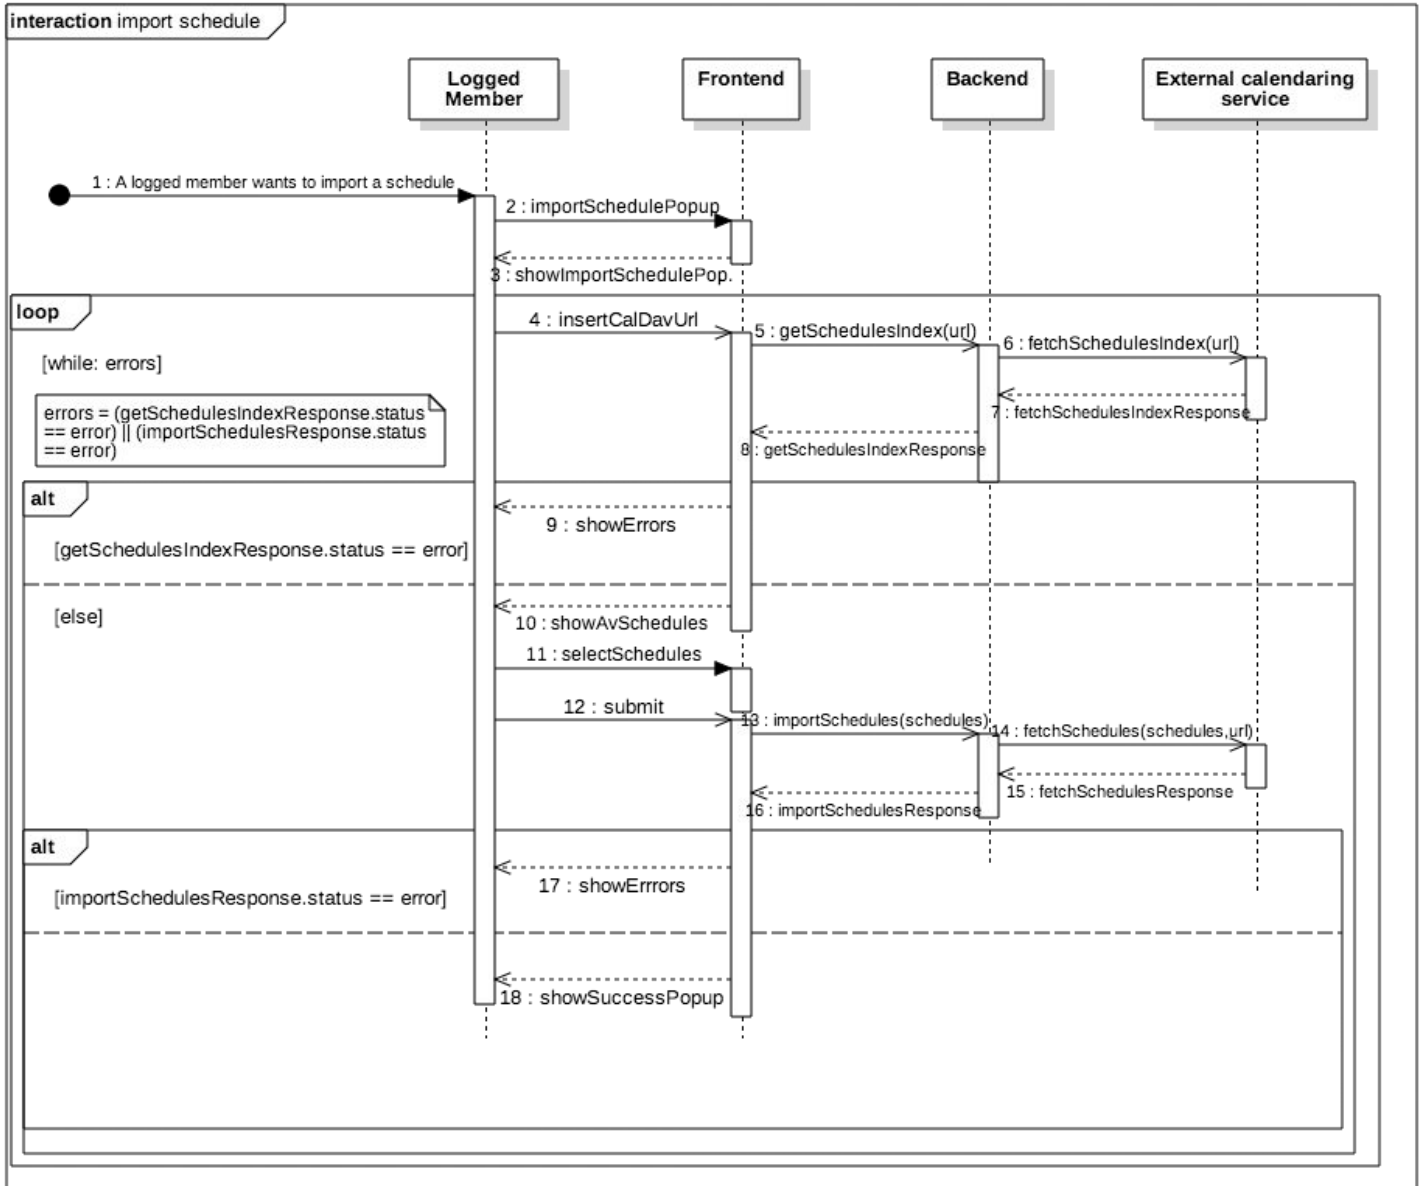 interaction import schedule
Logged
Member
Frontend
Backend
External calendaring
service
1 : A logged member wants to import a schedule
2 : importSchedulePopup
3 : showImportSchedulePop.
loop
4 : insertCalDavUrl
5 : getSchedulesIndex(url)
6 : fetchSchedulesIndex(url)
[while: errors]
errors = (getSchedulesIndexResponse.status
== error) || (importSchedulesResponse.status
== error)
7 : fetchSchedulesIndexResponse
8 : getSchedulesIndexResponse
alt
9 : showErrors
[getSchedulesIndexResponse.status == error]
[else]
10 : showAvSchedules
11 : selectSchedules
12 : submit
13 : importSchedules(schedules)
14 : fetchSchedules(schedules,url)
15 : fetchSchedulesResponse
16 : importSchedulesResponse
alt
17 : showErrrors
[importSchedulesResponse.status == error]
18 : showSuccessPopup